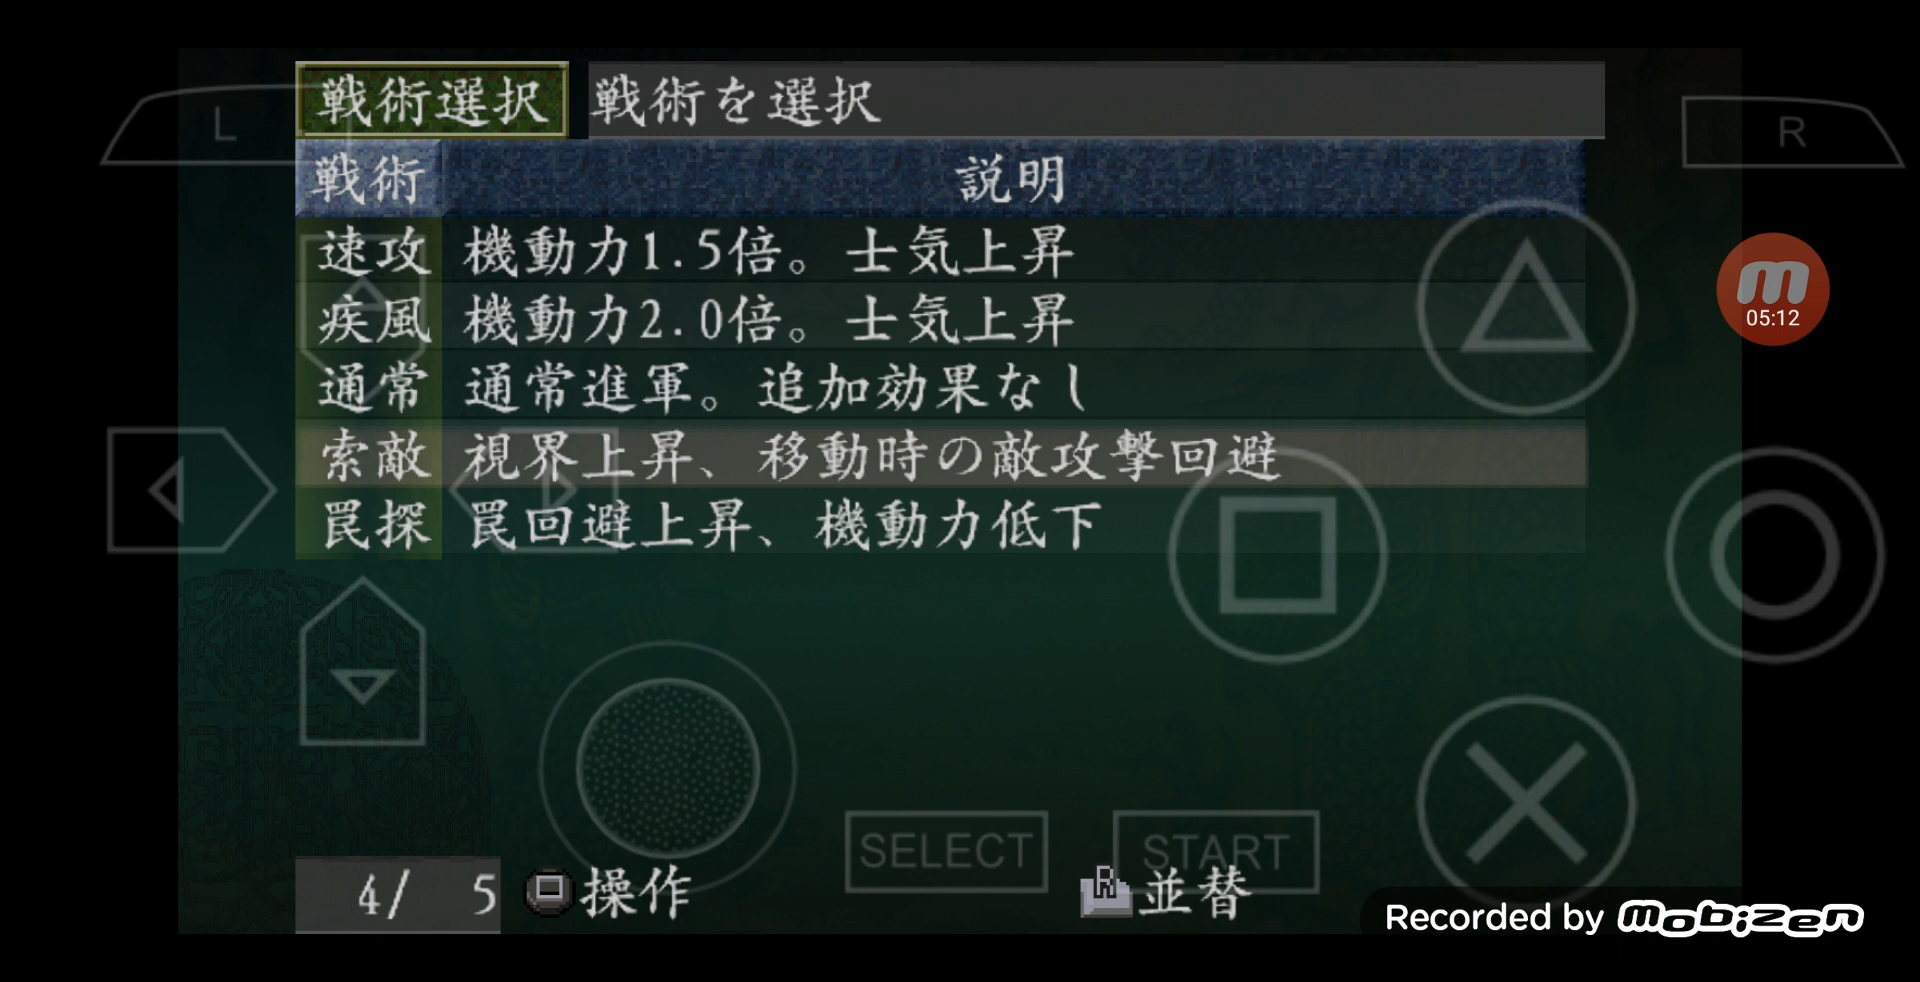 戦術選択 戦術を選択
L
R
戦術 説明
速攻 機動力1.5倍。士気上昇
疾風 機動力2.0倍。士気上昇
05:12
通常 通常進軍。追加効果なし
索敵 視界上昇、移動時の敵攻撃回避
罠探 罠回避上昇、機動力低下
SELECT START
4/ 5 操作 R 並替
Recorded by mobizen